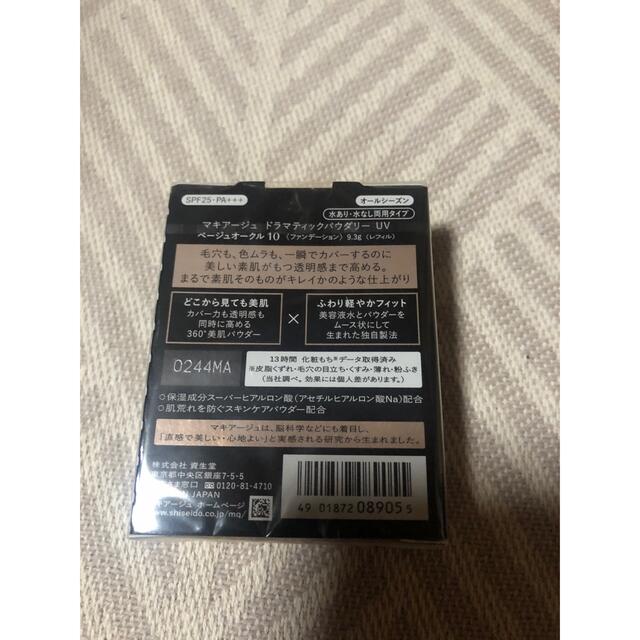 SPF25・PA+++
オールシーズン
水あり・水なし両用タイプ
マキアージュ ドラマティックパウダリー UV
ベージュオークル 10 〈ファンデーション〉 9.3g 〈レフィル〉
毛穴も、色ムラも、一瞬でカバーするのに
美しい素肌がもつ透明感まで高める。
まるで素肌そのものがキレイかのような仕上がり
どこから見ても美肌
カバー力も透明感も
同時に高める
360°美肌パウダー
×
ふわり軽やかフィット
美容液水とパウダーを
ムース状にして
生まれた独自製法
0244MA
13時間 化粧もち※データ取得済み
※皮脂くずれ・毛穴の目立ち・くすみ・薄れ・粉ふき
(当社調べ。効果には個人差があります。)
○保湿成分スーパーヒアルロン酸(アセチルヒアルロン酸Na)配合
○肌荒れを防ぐスキンケアパウダー配合
マキアージュは、脳科学などにも着目し、
「直感で美しい・心地よい」と実感される研究から生まれました。
株式会社 資生堂
東京都中央区銀座7-5-5
さま窓口 0120-81-4710
IN JAPAN
キアージュ ホームページ
www.shiseido.co.jp/mq/
4901872089055